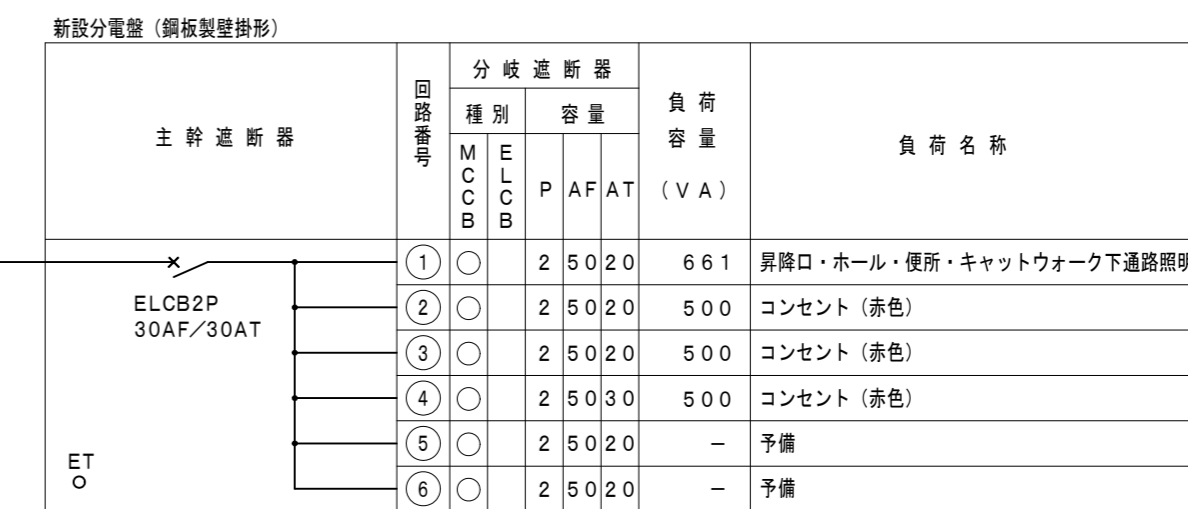 新設分電盤（鋼板製壁掛形）
主幹遮断器
回路番号
分岐遮断器
種別
容量
MCCB
ELCB
P
AF
AT
負荷
容量
（ＶＡ）
負荷名称
ELCB2P
30AF／30AT
ET
① ○ 2 50 20 661 昇降口・ホール・便所・キャットウォーク下通路照明
② ○ 2 50 20 500 コンセント（赤色）
③ ○ 2 50 20 500 コンセント（赤色）
④ ○ 2 50 30 500 コンセント（赤色）
⑤ ○ 2 50 20 － 予備
⑥ ○ 2 50 20 － 予備